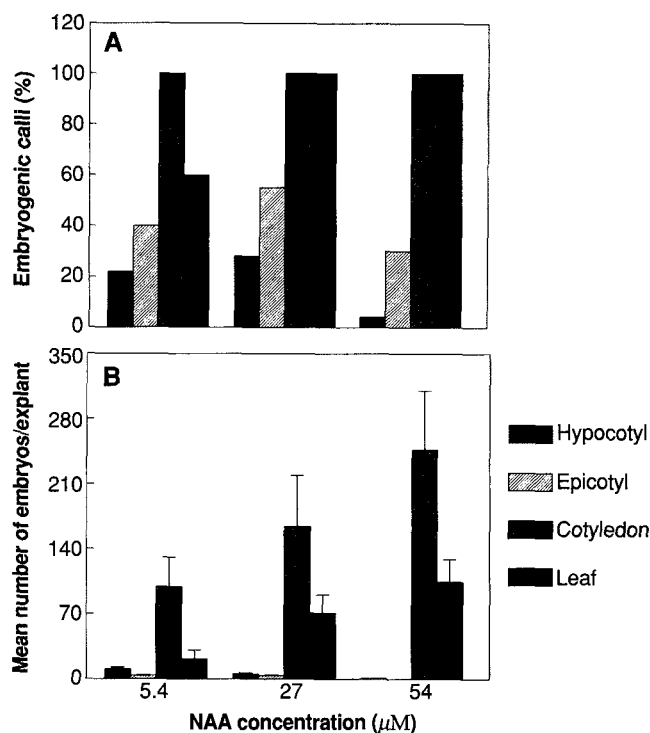 A
Embryogenic calli (%)
120
100
80
60
40
20
0
B
Mean number of embryos/explant
350
280
210
140
70
0
5.4 27 54
NAA concentration (μM)
Hypocotyl
Epicotyl
Cotyledon
Leaf